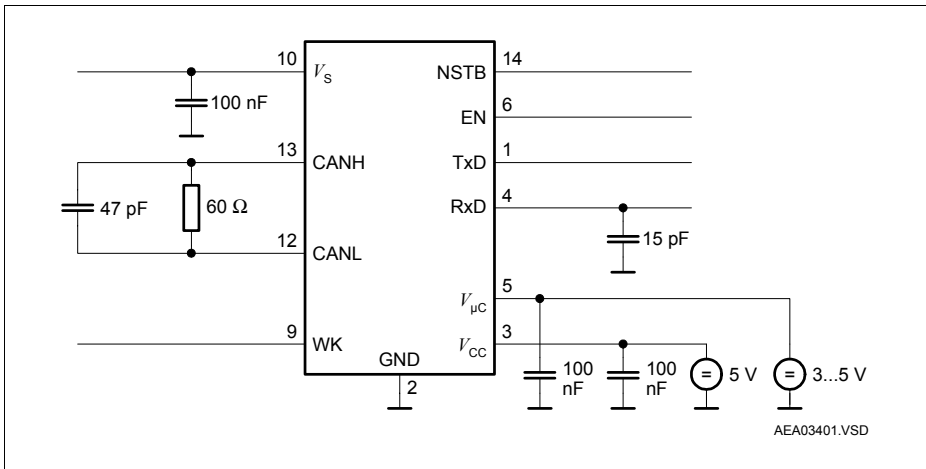 10
V_S
NSTB
14
100 nF
EN
6
13
CANH
TxD
1
47 pF
60 Ω
RxD
4
12
CANL
15 pF
V_µC
5
9
WK
V_CC
3
GND
2
100
nF
100
nF
5 V
3...5 V
AEA03401.VSD